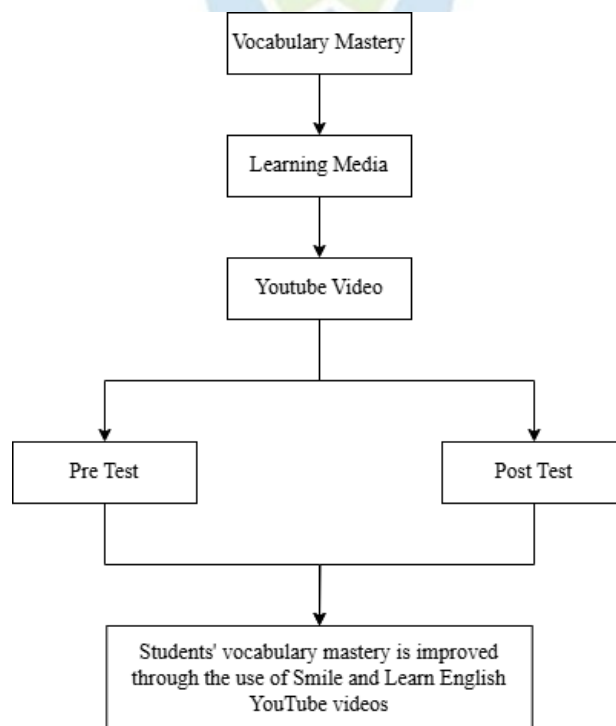 Vocabulary Mastery
Learning Media
Youtube Video
Pre Test
Post Test
Students' vocabulary mastery is improved
through the use of Smile and Learn English
YouTube videos